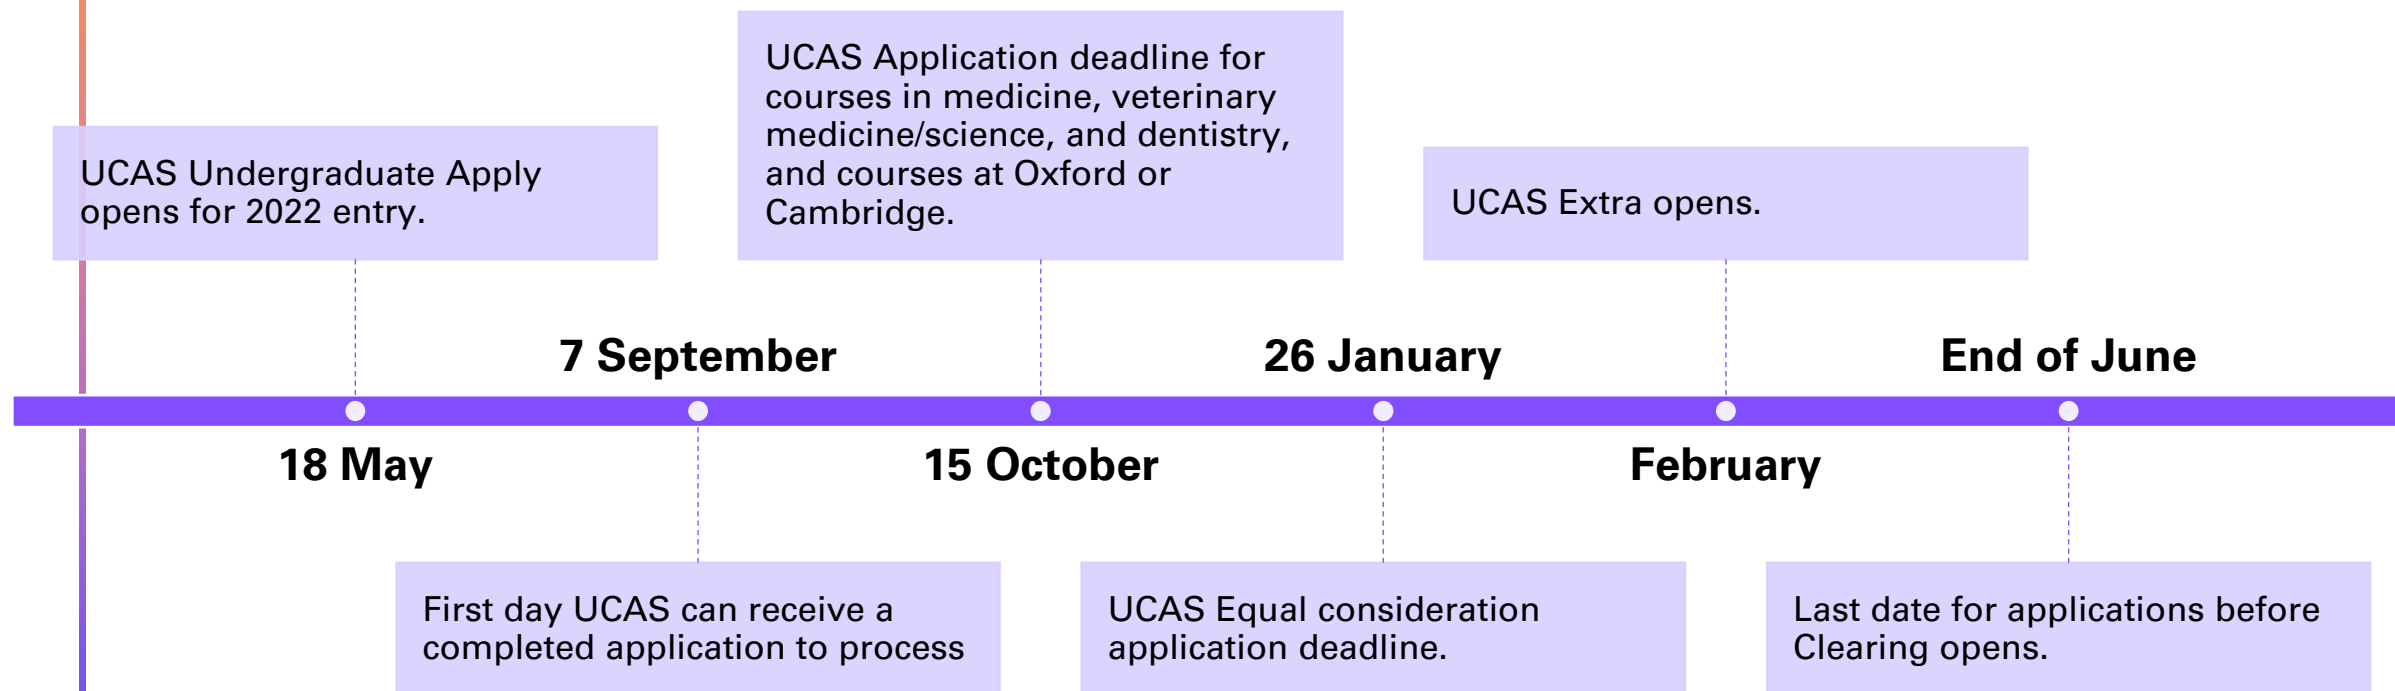 UCAS Undergraduate Apply
opens for 2022 entry.
18 May
7 September
First day UCAS can receive a
completed application to process
UCAS Application deadline for
courses in medicine, veterinary
medicine/science, and dentistry,
and courses at Oxford or
Cambridge.
15 October
26 January
UCAS Equal consideration
application deadline.
UCAS Extra opens.
February
End of June
Last date for applications before
Clearing opens.